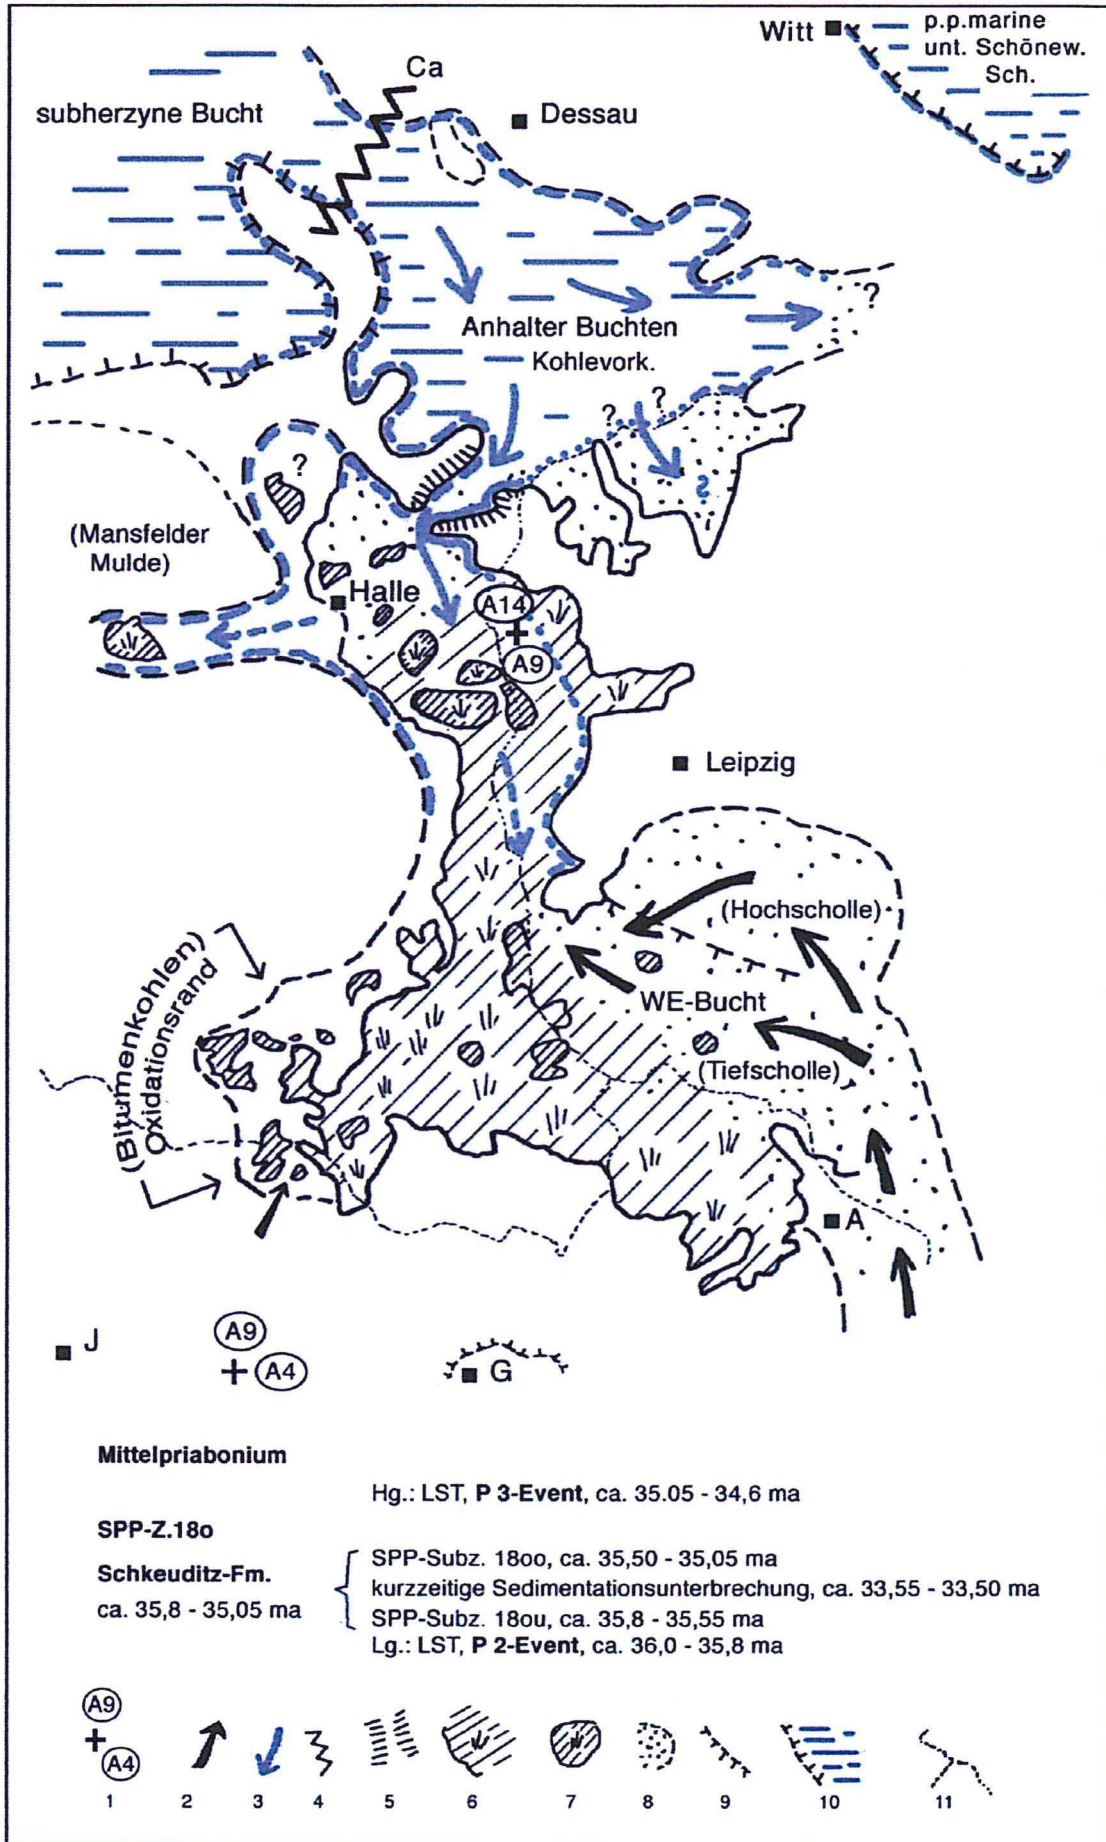 Witt
p.p.marine
unt. Schönew.
Sch.
Ca
subherzyne Bucht
Dessau
?
Anhalter Buchten
Kohlevork.
?
?
?
(Mansfelder
Mulde)
Halle
A14
A9
Leipzig
(Hochscholle)
WE-Bucht
(Tiefscholle)
(Bitumenkohlen)
Oxidationsrand
A
J
A9
A4
G
Mittelpriabonium
Hg.: LST, P 3-Event, ca. 35.05 - 34,6 ma
SPP-Z.18o
SPP-Subz. 18oo, ca. 35,50 - 35,05 ma
Schkeuditz-Fm.
kurzzeitige Sedimentationsunterbrechung, ca. 33,55 - 33,50 ma
ca. 35,8 - 35,05 ma
SPP-Subz. 18ou, ca. 35,8 - 35,55 ma
Lg.: LST, P 2-Event, ca. 36,0 - 35,8 ma
A9
A4
1 2 3 4 5 6 7 8 9 10 11